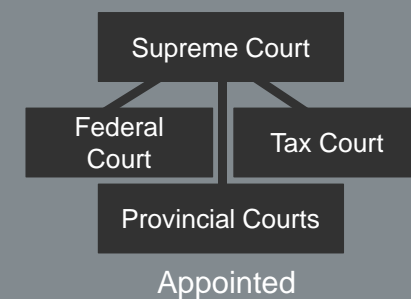 Supreme Court
Federal
Court
Tax Court
Provincial Courts
Appointed